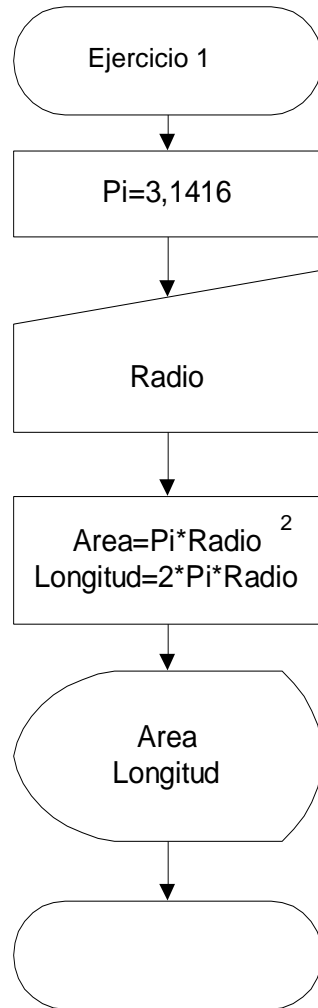 Ejercicio 1
Pi=3,1416
Radio
Area=Pi*Radio ²
Longitud=2*Pi*Radio
Area
Longitud